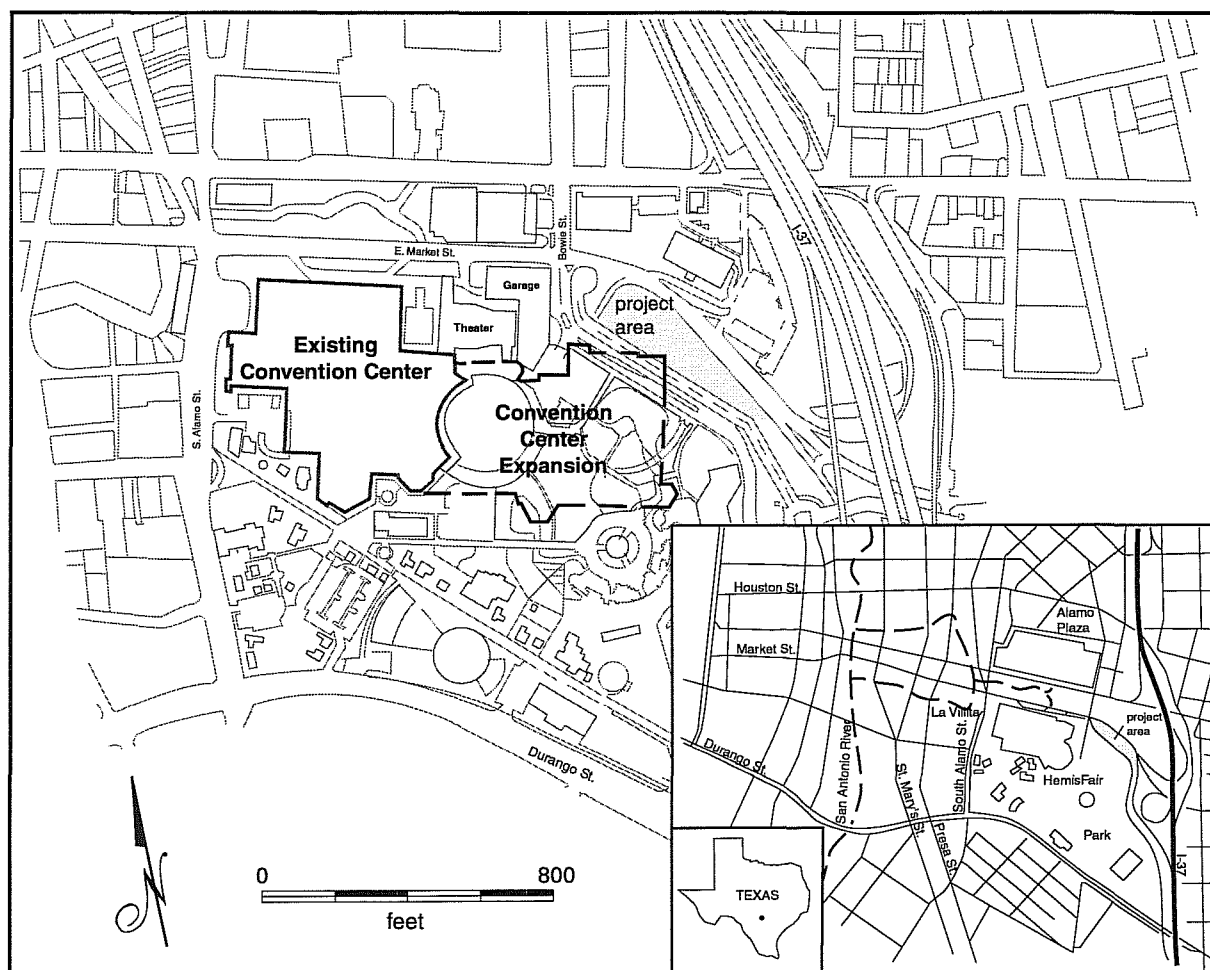 E. Market St.
Bowie St.
I-37
Garage
project
area
Theater
Existing
Convention Center
S. Alamo St.
Convention
Center
Expansion
Durango St.
N
0 800
feet
Houston St.
Alamo
Plaza
Market St.
La Villita
project
area
Durango St.
San Antonio River
St. Mary's St.
South Alamo St.
Presa St.
HemisFair
Park
I-37
TEXAS